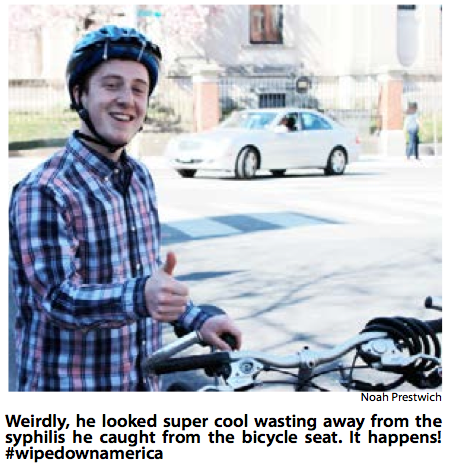 Noah Prestwich
Weirdly, he looked super cool wasting away from the
syphilis he caught from the bicycle seat. It happens!
#wipedownamerica